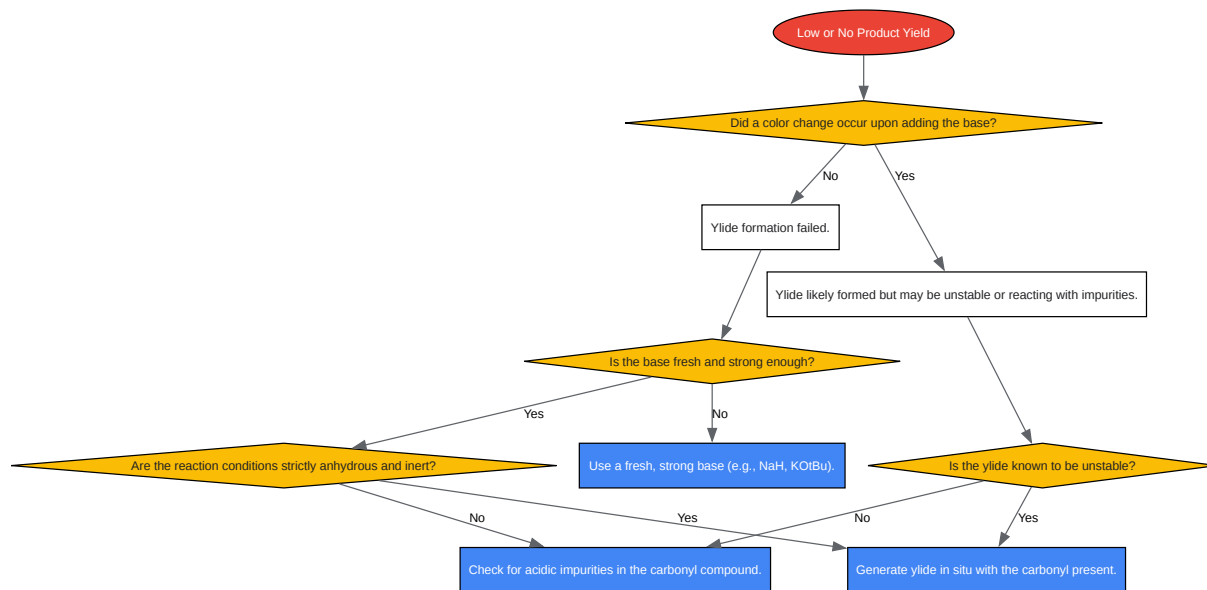 Low or No Product Yield
Did a color change occur upon adding the base?
No
Yes
Ylide formation failed.
Ylide likely formed but may be unstable or reacting with impurities.
Is the base fresh and strong enough?
Yes
No
Are the reaction conditions strictly anhydrous and inert?
Use a fresh, strong base (e.g., NaH, KOtBu).
Is the ylide known to be unstable?
No
Yes
No
Yes
Check for acidic impurities in the carbonyl compound.
Generate ylide in situ with the carbonyl present.